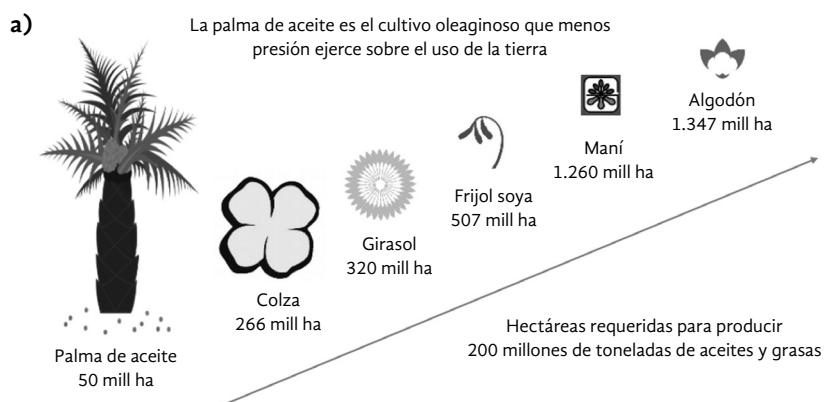 a)
La palma de aceite es el cultivo oleaginoso que menos
presión ejerce sobre el uso de la tierra
Palma de aceite
50 mill ha
Colza
266 mill ha
Girasol
320 mill ha
Frijol soya
507 mill ha
Maní
1.260 mill ha
Algodón
1.347 mill ha
Hectáreas requeridas para producir
200 millones de toneladas de aceites y grasas